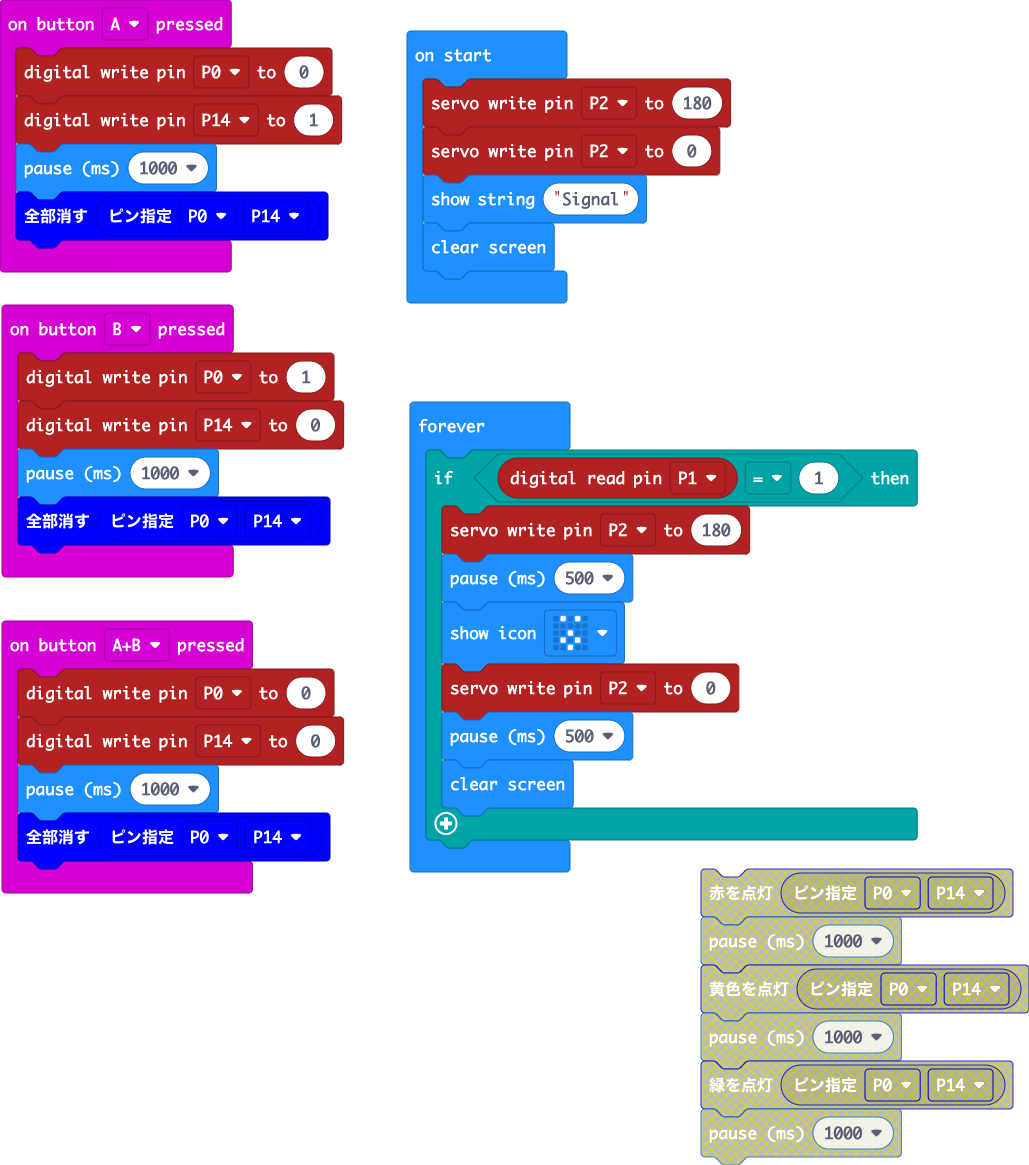 on button A pressed
digital write pin P0 to 0
digital write pin P14 to 1
pause (ms) 1000
全部消す ピン指定 P0 P14
on button B pressed
digital write pin P0 to 1
digital write pin P14 to 0
pause (ms) 1000
全部消す ピン指定 P0 P14
on button A+B pressed
digital write pin P0 to 0
digital write pin P14 to 0
pause (ms) 1000
全部消す ピン指定 P0 P14
on start
servo write pin P2 to 180
servo write pin P2 to 0
show string "Signal"
clear screen
forever
if digital read pin P1 = 1 then
servo write pin P2 to 180
pause (ms) 500
show icon
servo write pin P2 to 0
pause (ms) 500
clear screen
赤を点灯 ピン指定 P0 P14
pause (ms) 1000
黄色を点灯 ピン指定 P0 P14
pause (ms) 1000
緑を点灯 ピン指定 P0 P14
pause (ms) 1000